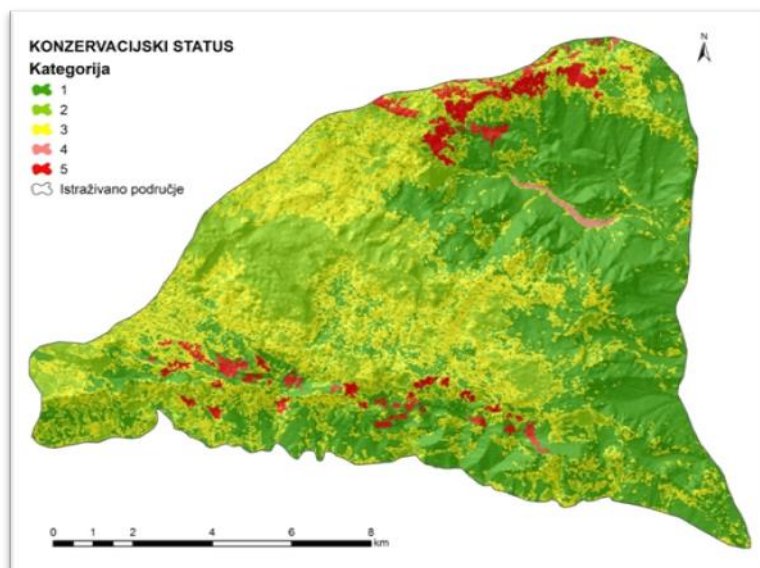 KONZERVACIJSKI STATUS
Kategorija
1
2
3
4
5
Istraživano područje
N
0 1 2 4 6 8
km